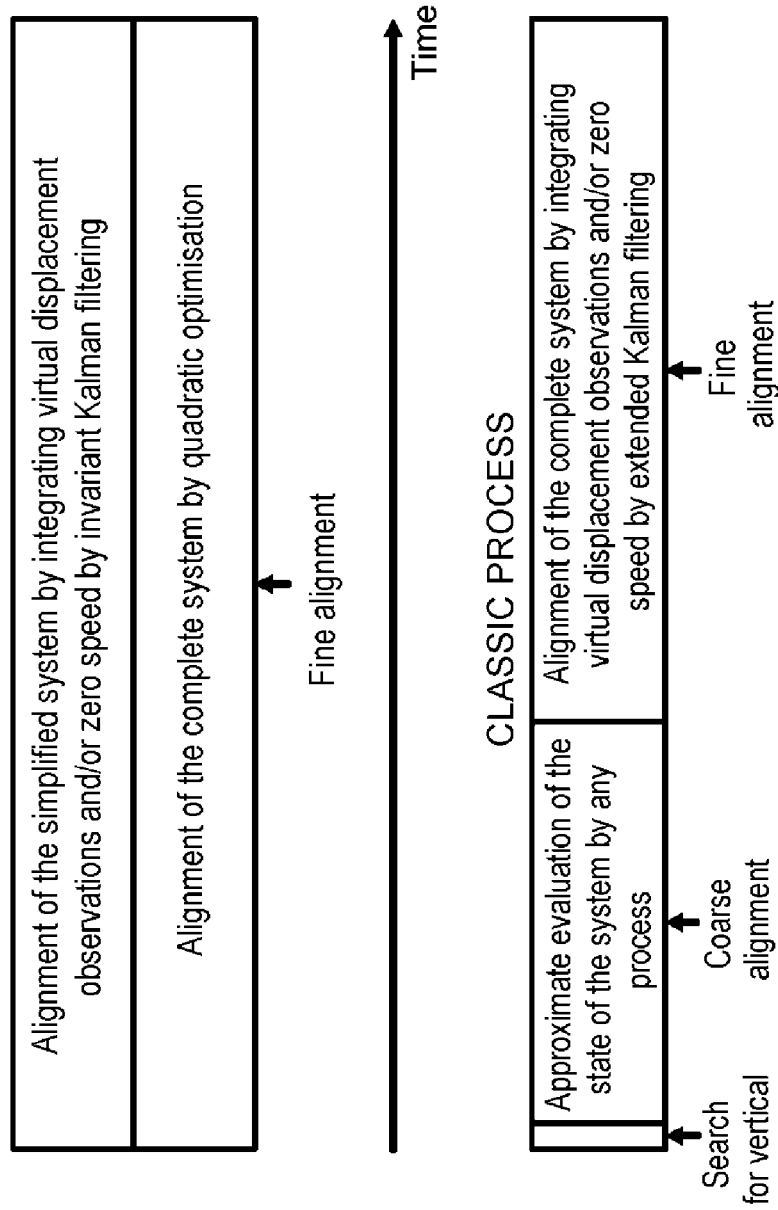 Alignment of the simplified system by integrating virtual displacement
observations and/or zero speed by invariant Kalman filtering
Alignment of the complete system by quadratic optimisation
Fine alignment
Time
CLASSIC PROCESS
Approximate evaluation of the
state of the system by any
process
Alignment of the complete system by integrating
virtual displacement observations and/or zero
speed by extended Kalman filtering
Search
for vertical
Coarse
alignment
Fine
alignment